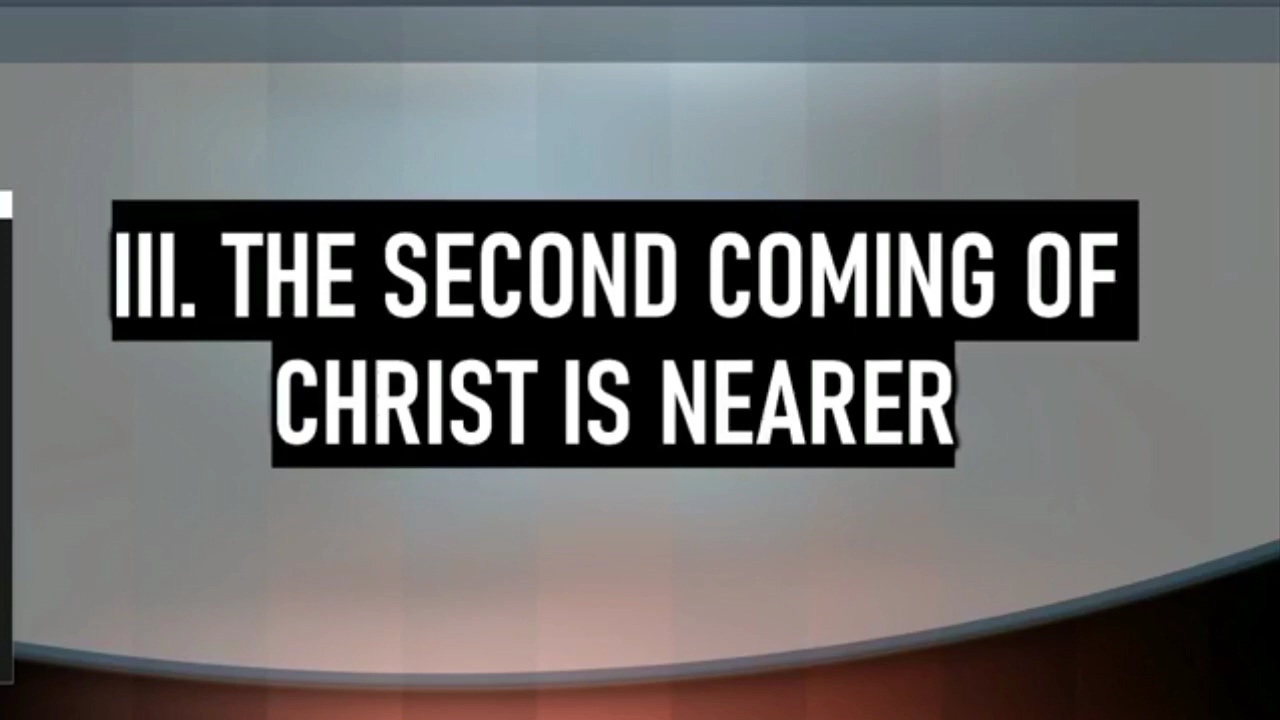 III. THE SECOND COMING OF
CHRIST IS NEARER